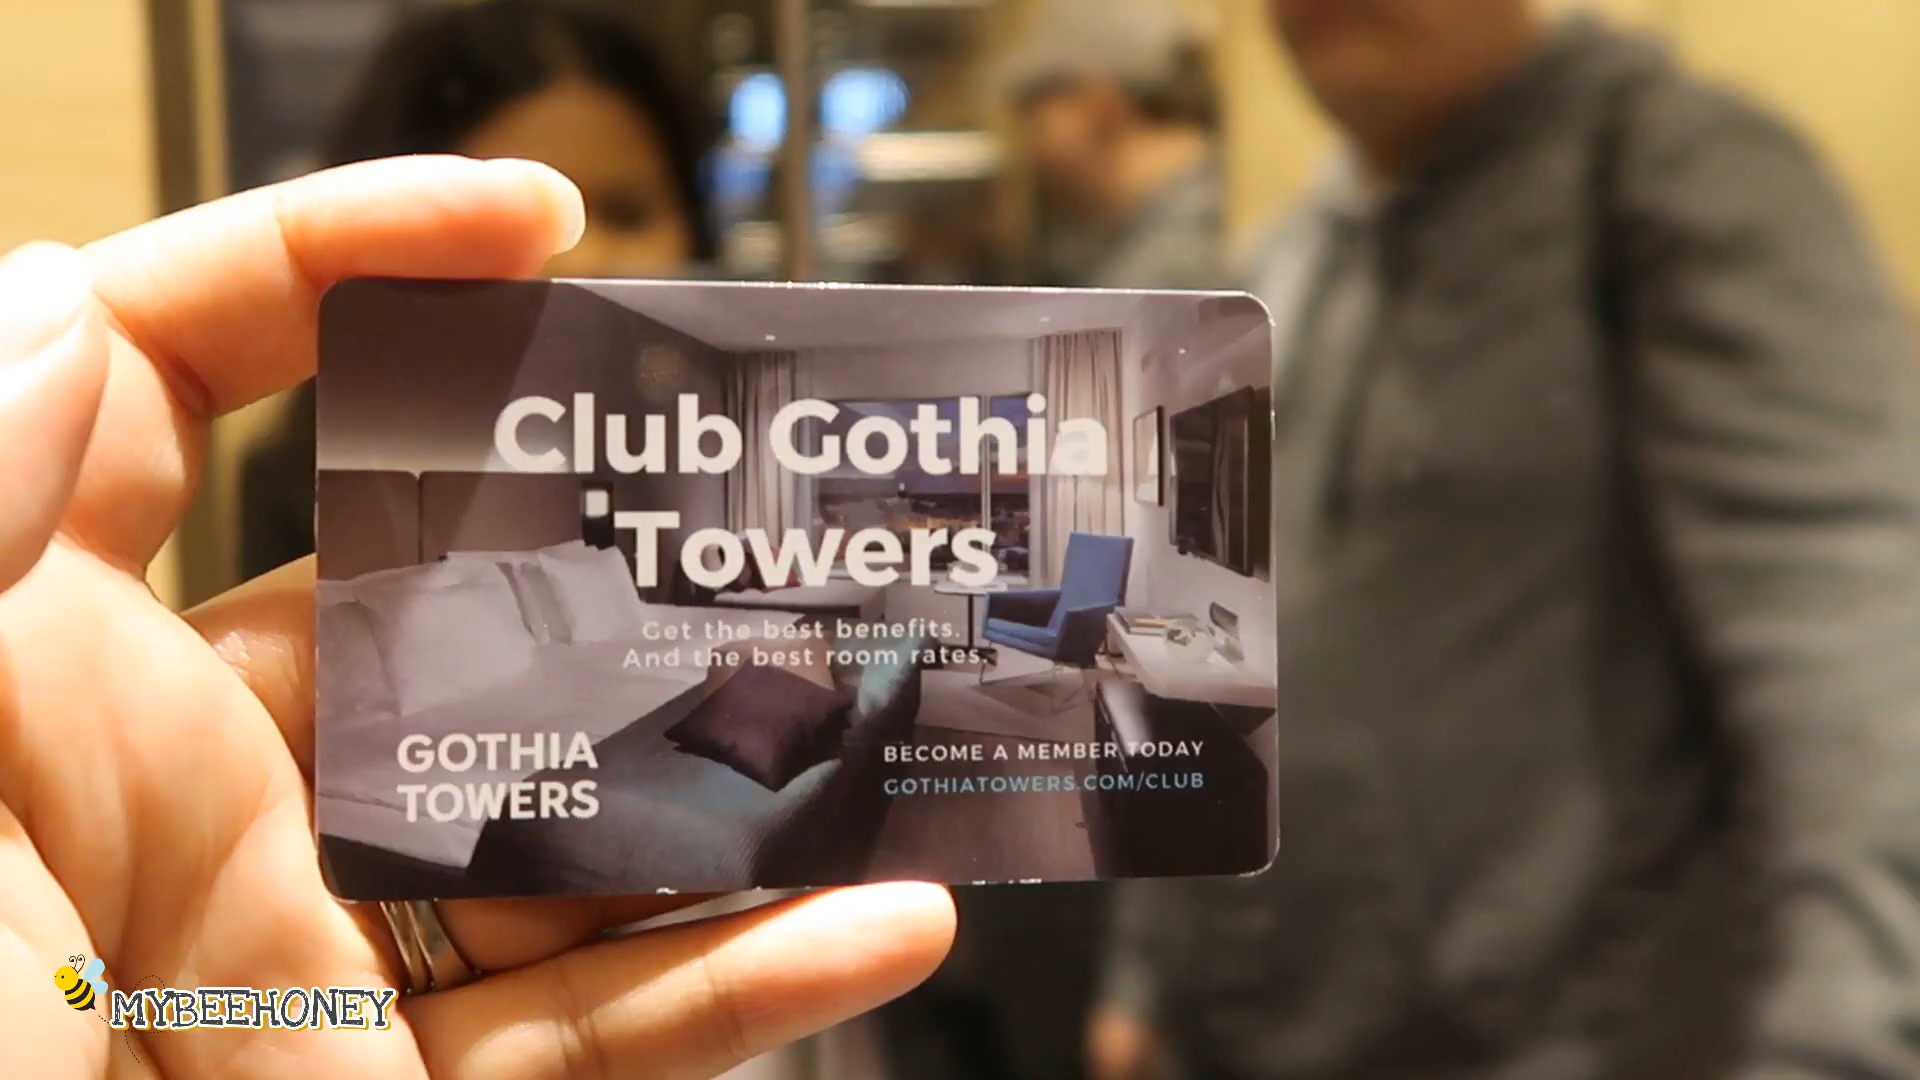 Club Gothia
Towers
Get the best benefits.
And the best room rates.
GOTHIA
TOWERS
BECOME A MEMBER TODAY
GOTHIATOWERS.COM/CLUB
MYBEEHONEY